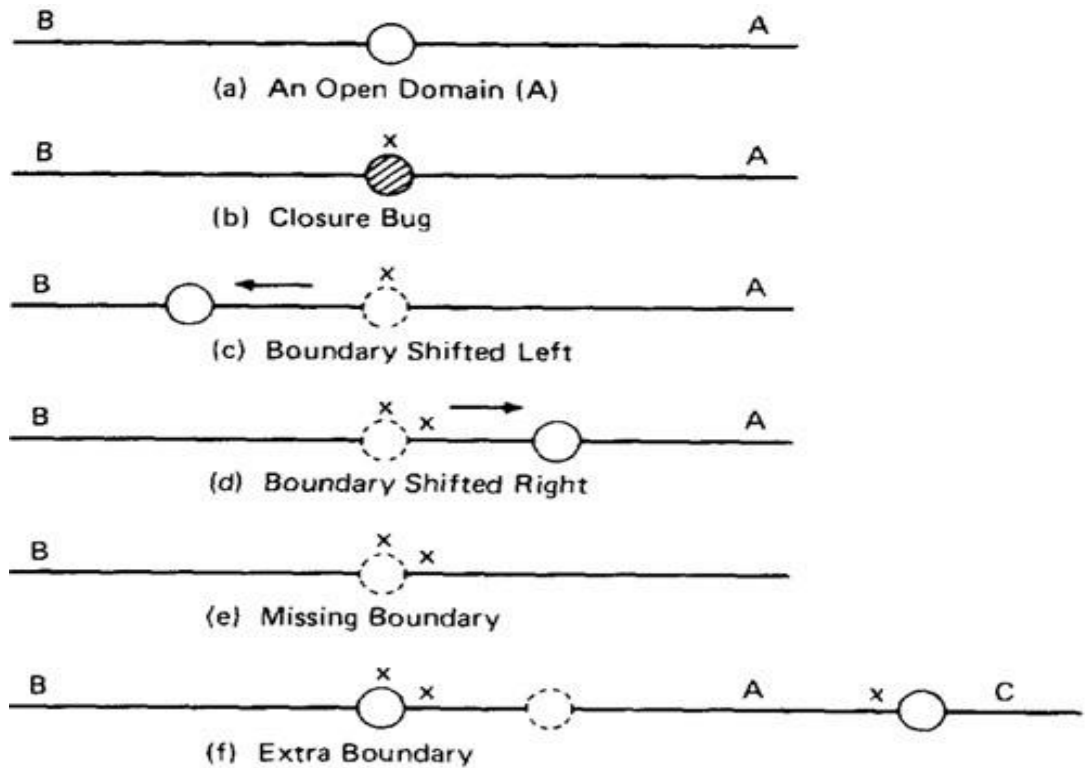 B A
(a) An Open Domain (A)
x
B A
(b) Closure Bug
x
B A
(c) Boundary Shifted Left
x x
B A
(d) Boundary Shifted Right
x x
B
(e) Missing Boundary
x x x
B A C
(f) Extra Boundary